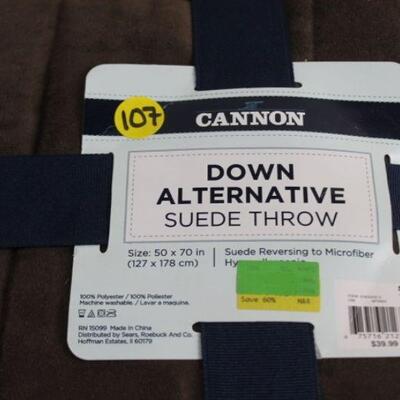 107
CANNON
DOWN
ALTERNATIVE
SUEDE THROW
Size: 50 x 70 in
(127 x 178 cm)
Suede Reversing to Microfiber
100% Polyester / 100% Poliester
Machine washable. / Lavar a maquina.
Save 60%
RN 15099 Made In China
Distributed by Sears, Roebuck And Co.
Hoffman Estates, Il 60179
75716 212
$39.99